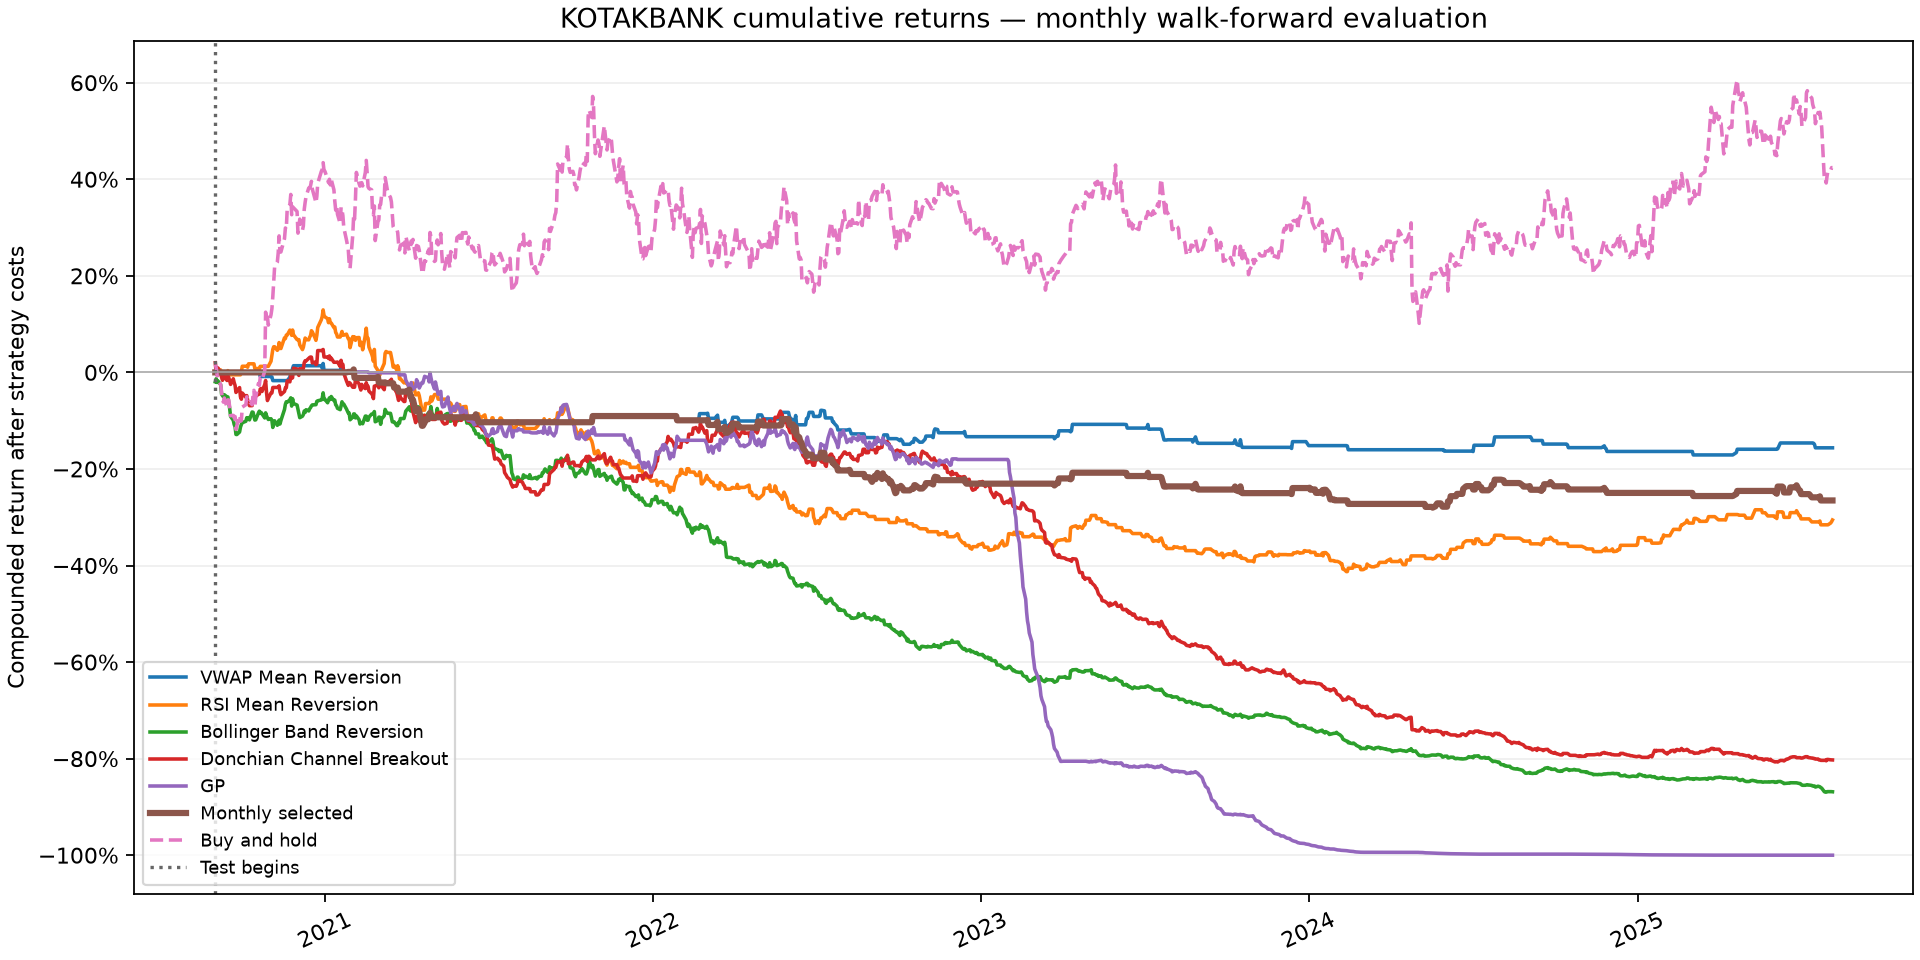 KOTAKBANK cumulative returns — monthly walk-forward evaluation
Compounded return after strategy costs
60%
40%
20%
0%
−20%
−40%
−60%
−80%
−100%
VWAP Mean Reversion
RSI Mean Reversion
Bollinger Band Reversion
Donchian Channel Breakout
GP
Monthly selected
Buy and hold
Test begins
2021
2022
2023
2024
2025